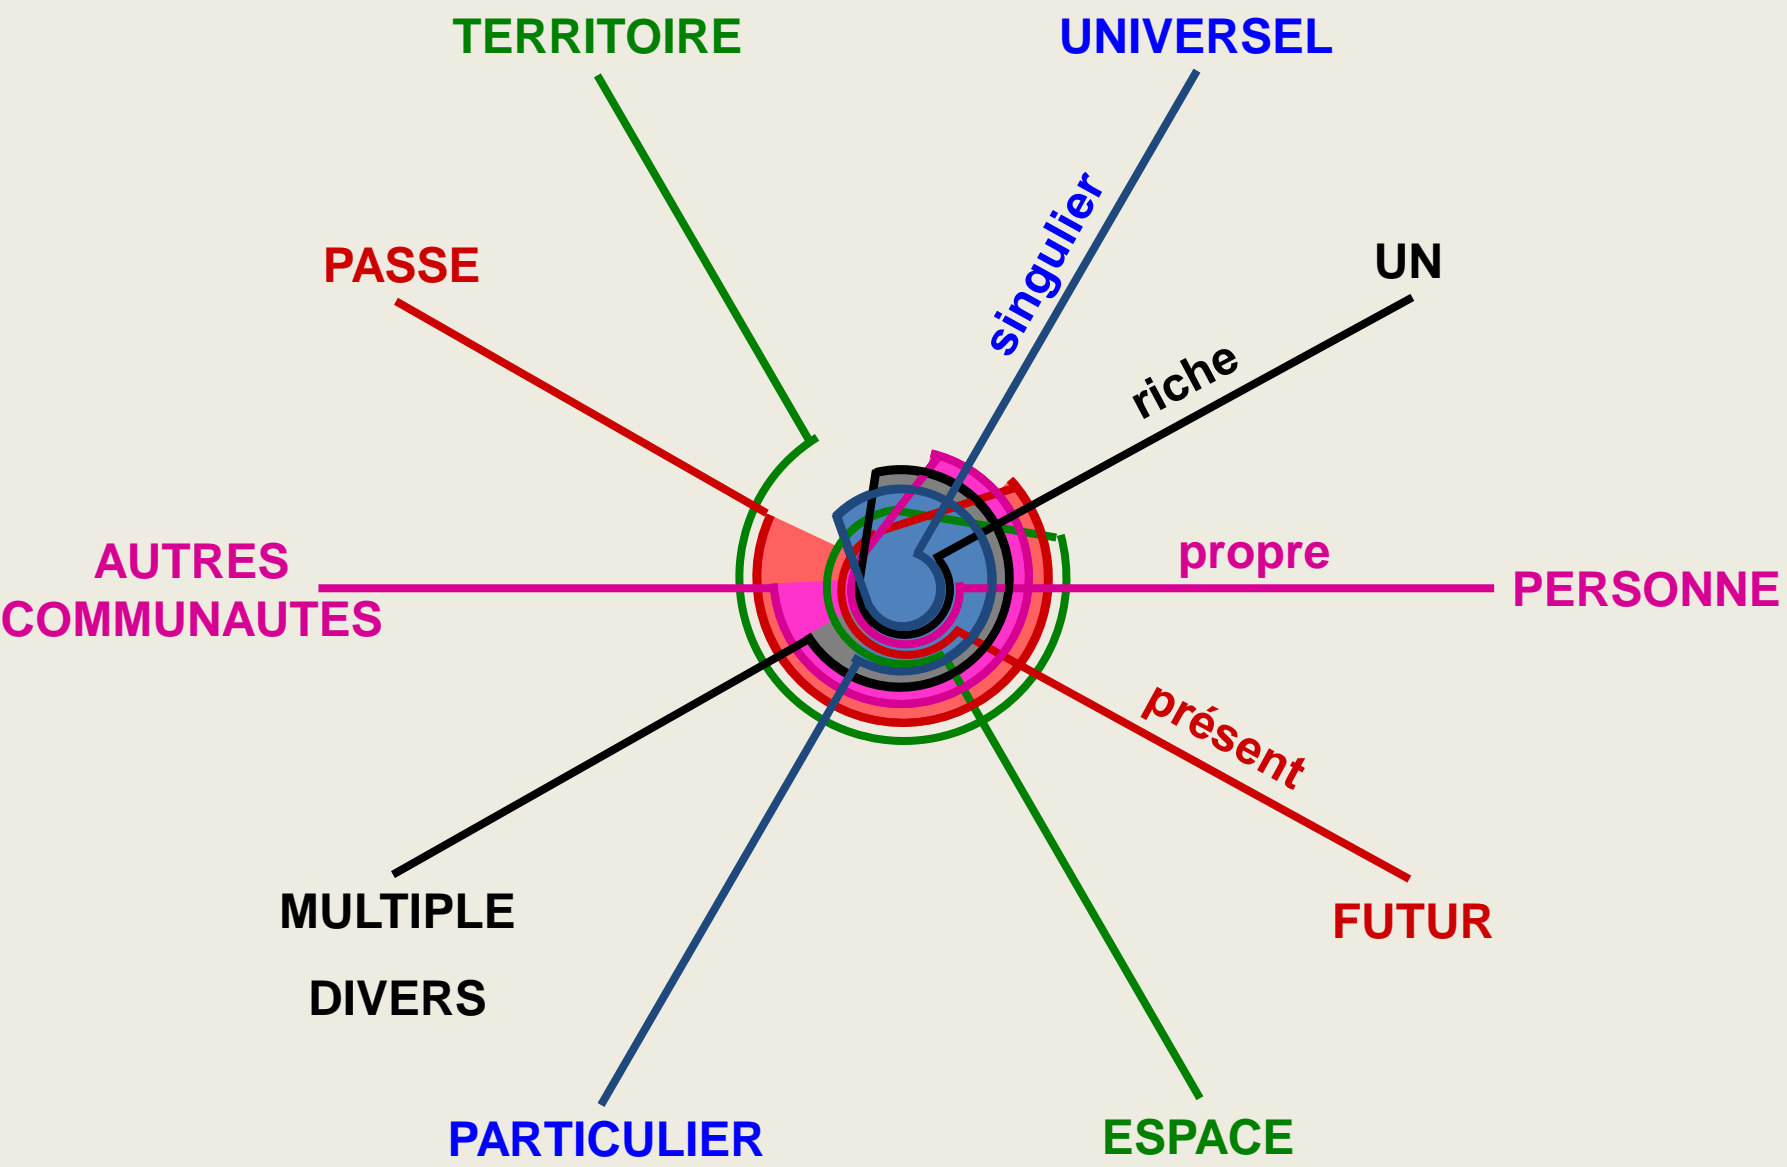 TERRITOIRE
UNIVERSEL
singulier
PASSE
UN
riche
AUTRES
COMMUNAUTES
propre
PERSONNE
présent
MULTIPLE
FUTUR
DIVERS
PARTICULIER
ESPACE